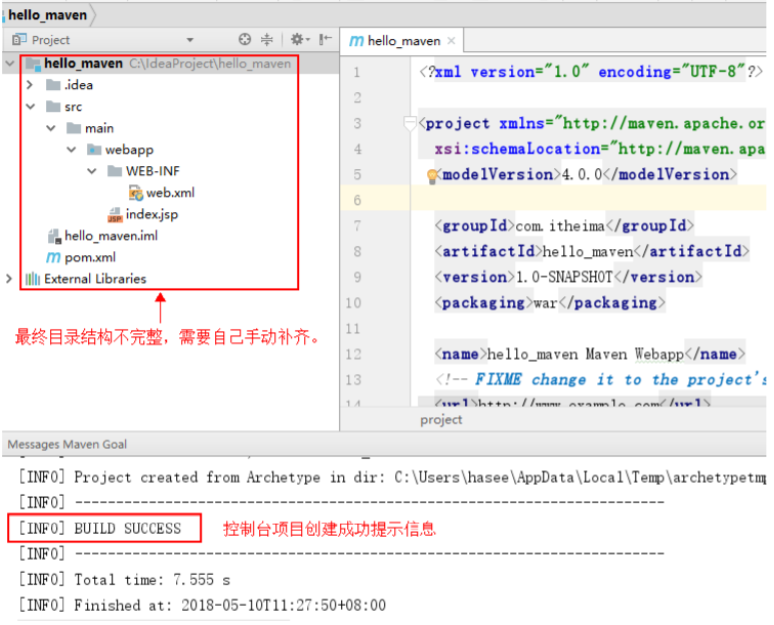 hello_maven
Project
hello_maven C:\IdeaProject\hello_maven
.idea
src
main
webapp
WEB-INF
web.xml
index.jsp
hello_maven.iml
pom.xml
External Libraries
最终目录结构不完整，需要自己手动补齐。
hello_maven
1 <?xml version="1.0" encoding="UTF-8"?>
2
3 <project xmlns="http://maven.apache.or
4 xsi:schemaLocation="http://maven.apa
5 <modelVersion>4.0.0</modelVersion>
6
7 <groupId>com.itheima</groupId>
8 <artifactId>hello_maven</artifactId>
9 <version>1.0-SNAPSHOT</version>
10 <packaging>war</packaging>
11
12 <name>hello_maven Maven Webapp</name>
13 <!-- FIXME change it to the project's
14 <url>http://www.example.com</url>
project
Messages Maven Goal
[INFO] Project created from Archetype in dir: C:\Users\hasee\AppData\Local\Temp\archetypetmp
[INFO] ------------------------------------------------------------------------
[INFO] BUILD SUCCESS
控制台项目创建成功提示信息
[INFO] ------------------------------------------------------------------------
[INFO] Total time: 7.555 s
[INFO] Finished at: 2018-05-10T11:27:50+08:00